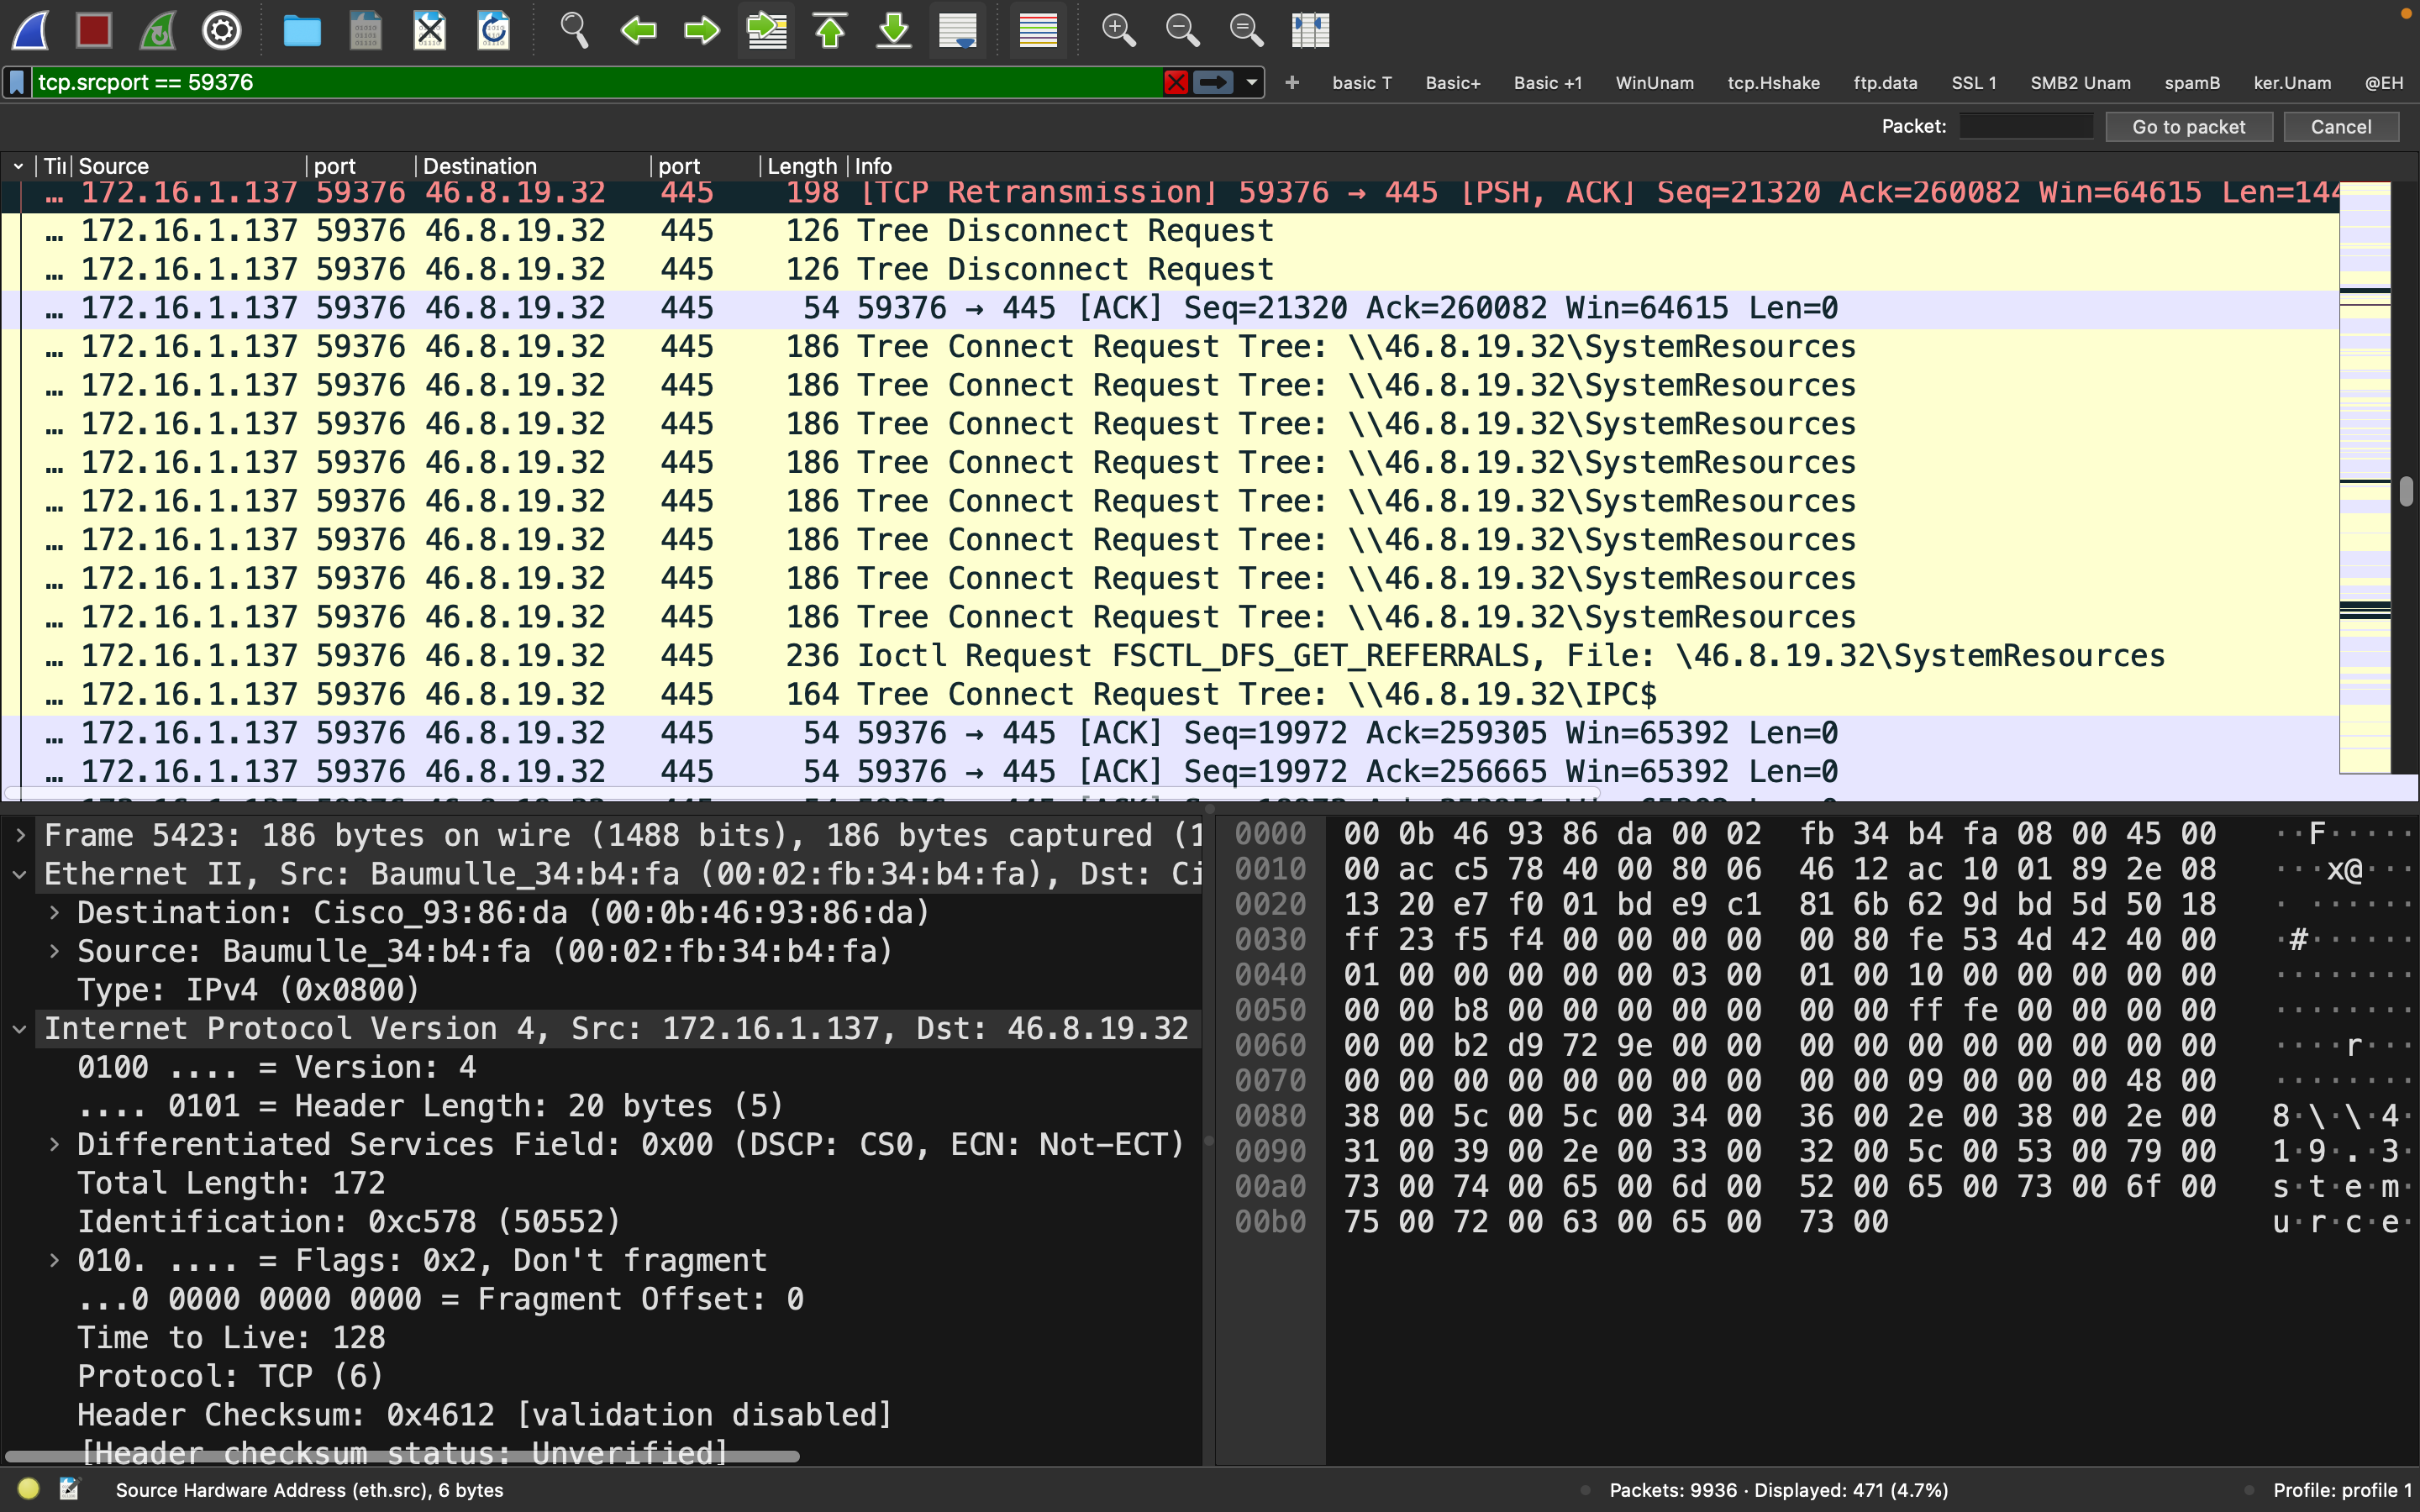 tcp.srcport == 59376
+ basic T Basic+ Basic +1 WinUnam tcp.Hshake ftp.data SSL 1 SMB2 Unam spamB ker.Unam @EH
Packet: Go to packet Cancel
Source port Destination port Length Info
… 172.16.1.137 59376 46.8.19.32 445 198 [TCP Retransmission] 59376 → 445 [PSH, ACK] Seq=21320 Ack=260082 Win=64615 Len=144
… 172.16.1.137 59376 46.8.19.32 445 126 Tree Disconnect Request
… 172.16.1.137 59376 46.8.19.32 445 126 Tree Disconnect Request
… 172.16.1.137 59376 46.8.19.32 445 54 59376 → 445 [ACK] Seq=21320 Ack=260082 Win=64615 Len=0
… 172.16.1.137 59376 46.8.19.32 445 186 Tree Connect Request Tree: \\46.8.19.32\SystemResources
… 172.16.1.137 59376 46.8.19.32 445 186 Tree Connect Request Tree: \\46.8.19.32\SystemResources
… 172.16.1.137 59376 46.8.19.32 445 186 Tree Connect Request Tree: \\46.8.19.32\SystemResources
… 172.16.1.137 59376 46.8.19.32 445 186 Tree Connect Request Tree: \\46.8.19.32\SystemResources
… 172.16.1.137 59376 46.8.19.32 445 186 Tree Connect Request Tree: \\46.8.19.32\SystemResources
… 172.16.1.137 59376 46.8.19.32 445 186 Tree Connect Request Tree: \\46.8.19.32\SystemResources
… 172.16.1.137 59376 46.8.19.32 445 186 Tree Connect Request Tree: \\46.8.19.32\SystemResources
… 172.16.1.137 59376 46.8.19.32 445 186 Tree Connect Request Tree: \\46.8.19.32\SystemResources
… 172.16.1.137 59376 46.8.19.32 445 236 Ioctl Request FSCTL_DFS_GET_REFERRALS, File: \46.8.19.32\SystemResources
… 172.16.1.137 59376 46.8.19.32 445 164 Tree Connect Request Tree: \\46.8.19.32\IPC$
… 172.16.1.137 59376 46.8.19.32 445 54 59376 → 445 [ACK] Seq=19972 Ack=259305 Win=65392 Len=0
… 172.16.1.137 59376 46.8.19.32 445 54 59376 → 445 [ACK] Seq=19972 Ack=256665 Win=65392 Len=0
Frame 5423: 186 bytes on wire (1488 bits), 186 bytes captured (1
Ethernet II, Src: Baumulle_34:b4:fa (00:02:fb:34:b4:fa), Dst: Ci
Destination: Cisco_93:86:da (00:0b:46:93:86:da)
Source: Baumulle_34:b4:fa (00:02:fb:34:b4:fa)
Type: IPv4 (0x0800)
Internet Protocol Version 4, Src: 172.16.1.137, Dst: 46.8.19.32
0100 .... = Version: 4
.... 0101 = Header Length: 20 bytes (5)
Differentiated Services Field: 0x00 (DSCP: CS0, ECN: Not-ECT)
Total Length: 172
Identification: 0xc578 (50552)
010. .... = Flags: 0x2, Don't fragment
...0 0000 0000 0000 = Fragment Offset: 0
Time to Live: 128
Protocol: TCP (6)
Header Checksum: 0x4612 [validation disabled]
[Header checksum status: Unverified]
0000 00 0b 46 93 86 da 00 02 fb 34 b4 fa 08 00 45 00 ··F·····
0010 00 ac c5 78 40 00 80 06 46 12 ac 10 01 89 2e 08 ···x@···
0020 13 20 e7 f0 01 bd e9 c1 81 6b 62 9d bd 5d 50 18 · ······
0030 ff 23 f5 f4 00 00 00 00 00 80 fe 53 4d 42 40 00 ·#······
0040 01 00 00 00 00 00 03 00 01 00 10 00 00 00 00 00 ········
0050 00 00 b8 00 00 00 00 00 00 00 ff fe 00 00 00 00 ········
0060 00 00 b2 d9 72 9e 00 00 00 00 00 00 00 00 00 00 ····r···
0070 00 00 00 00 00 00 00 00 00 00 09 00 00 00 48 00 ········
0080 38 00 5c 00 5c 00 34 00 36 00 2e 00 38 00 2e 00 8·\·\·4·
0090 31 00 39 00 2e 00 33 00 32 00 5c 00 53 00 79 00 1·9·.·3·
00a0 73 00 74 00 65 00 6d 00 52 00 65 00 73 00 6f 00 s·t·e·m·
00b0 75 00 72 00 63 00 65 00 73 00 u·r·c·e·
Source Hardware Address (eth.src), 6 bytes
Packets: 9936 · Displayed: 471 (4.7%)
Profile: profile 1